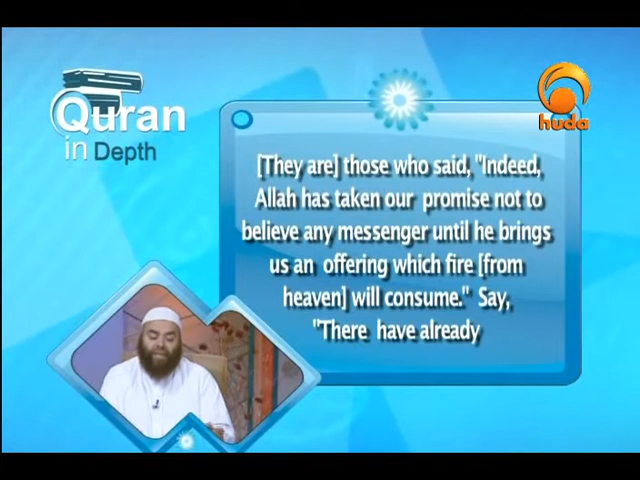 Quran
in Depth
huda
[They are] those who said, "Indeed,
Allah has taken our promise not to
believe any messenger until he brings
us an offering which fire [from
heaven] will consume." Say,
"There have already